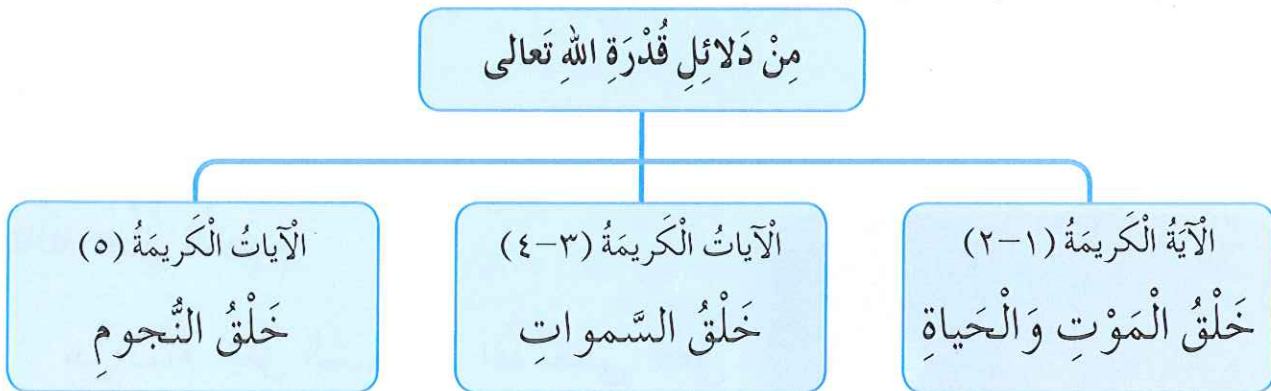 مِنْ دَلائِلِ قُدْرَةِ اللهِ تَعالى
الْآيَةُ الْكَريمَةُ (١-٢)
خَلْقُ الْمَوْتِ وَالْحَياةِ
الْآياتُ الْكَريمَةُ (٣-٤)
خَلْقُ السَّمواتِ
الْآياتُ الْكَريمَةُ (٥)
خَلْقُ النُّجومِ